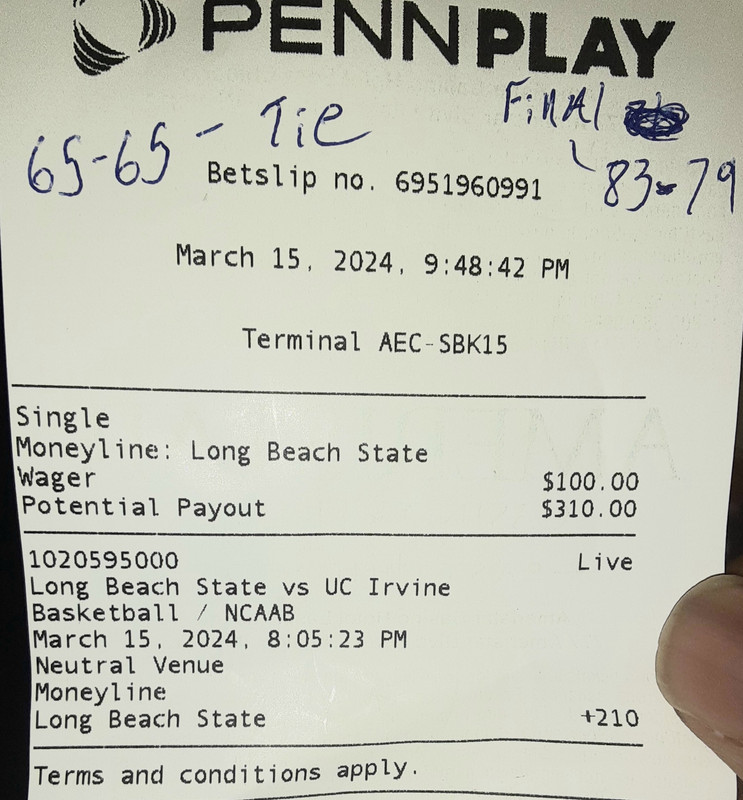 PENN PLAY
65-65 - Tie
FiNAl
83-79
Betslip no. 6951960991
March 15, 2024, 9:48:42 PM
Terminal AEC-SBK15
Single
Moneyline: Long Beach State
Wager $100.00
Potential Payout $310.00
1020595000 Live
Long Beach State vs UC Irvine
Basketball / NCAAB
March 15, 2024, 8:05:23 PM
Neutral Venue
Moneyline
Long Beach State +210
Terms and conditions apply.